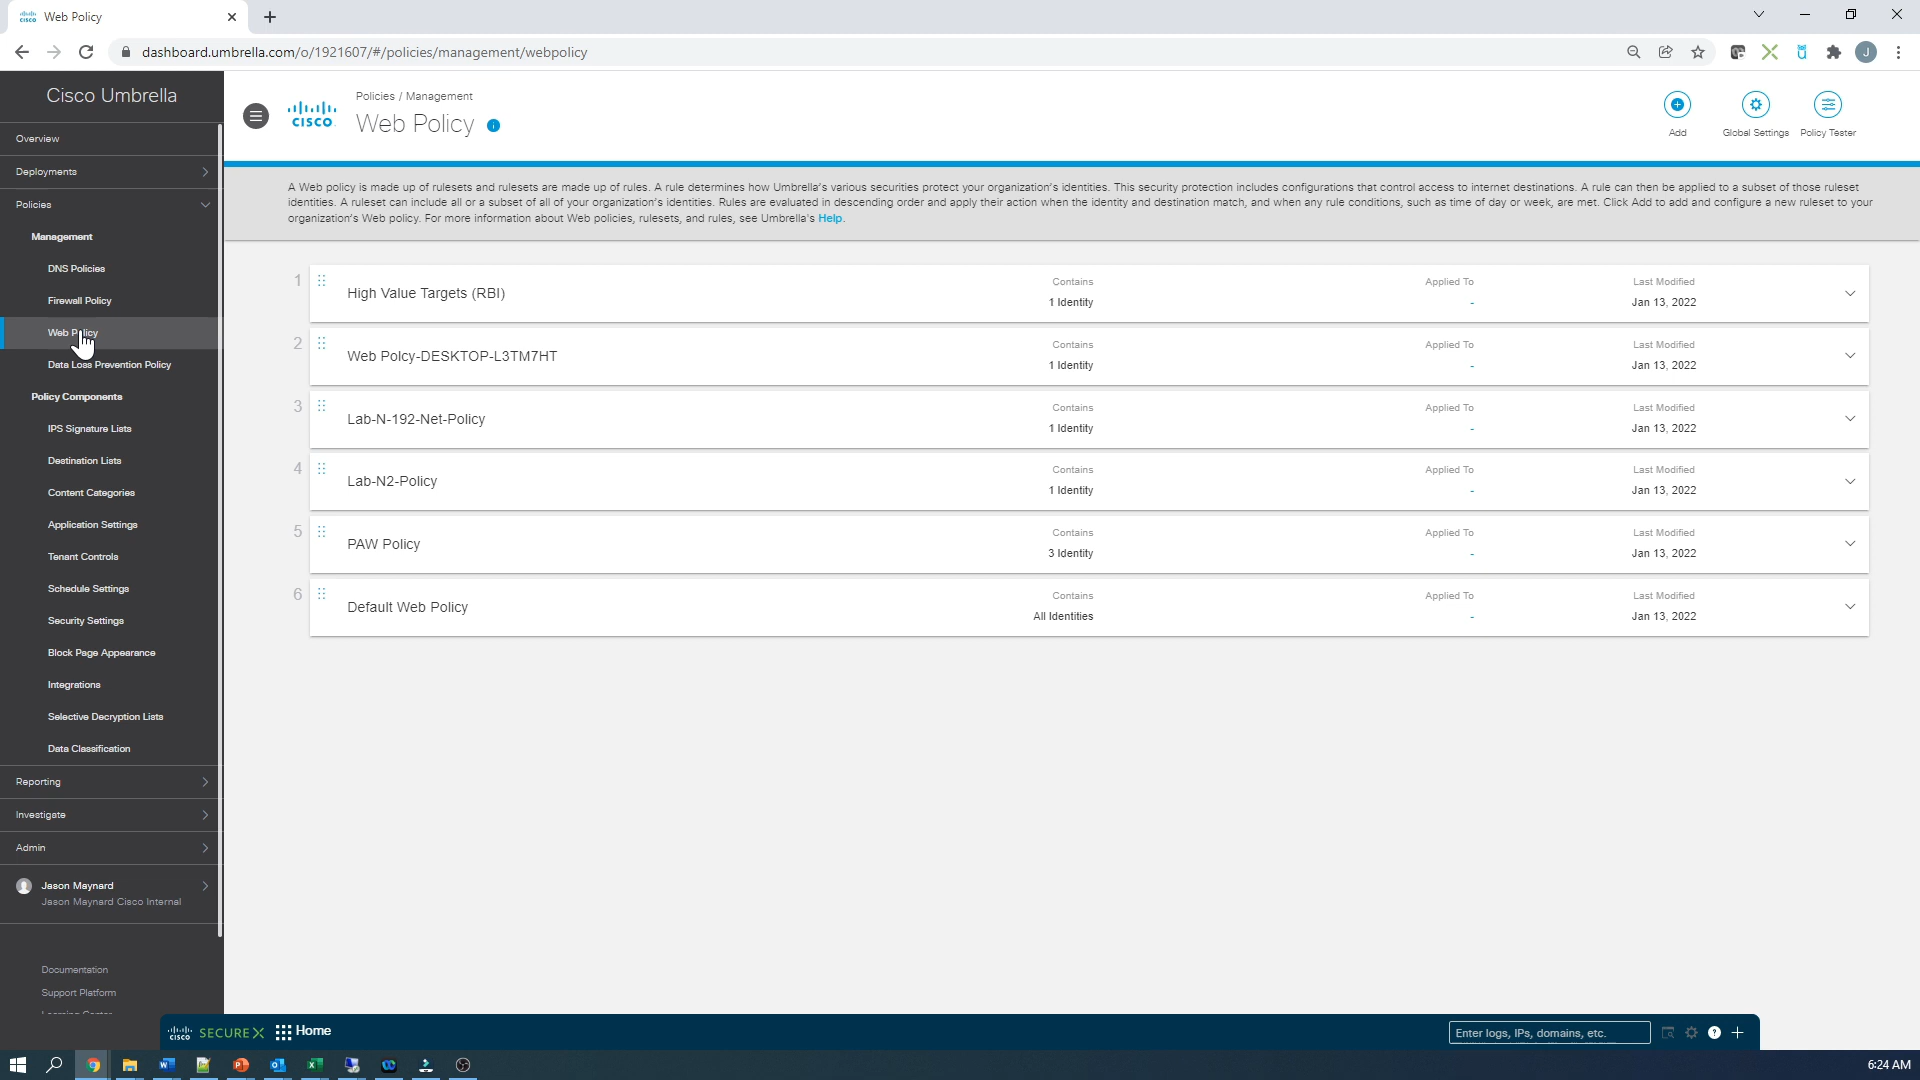 Web Policy
dashboard.umbrella.com/o/1921607/#/policies/management/webpolicy
J
Cisco Umbrella
Overview
Deployments
Policies
Management
DNS Policies
Firewall Policy
Web Policy
Data Loss Prevention Policy
Policy Components
IPS Signature Lists
Destination Lists
Content Categories
Application Settings
Tenant Controls
Schedule Settings
Security Settings
Block Page Appearance
Integrations
Selective Decryption Lists
Data Classification
Reporting
Investigate
Admin
Jason Maynard
Jason Maynard Cisco Internal
Documentation
Support Platform
Learning Center
CISCO
Policies / Management
Web Policy
Add
Global Settings
Policy Tester
A Web policy is made up of rulesets and rulesets are made up of rules. A rule determines how Umbrella's various securities protect your organization's identities. This security protection includes configurations that control access to internet destinations. A rule can then be applied to a subset of those ruleset
identities. A ruleset can include all or a subset of all of your organization's identities. Rules are evaluated in descending order and apply their action when the identity and destination match, and when any rule conditions, such as time of day or week, are met. Click Add to add and configure a new ruleset to your
organization's Web policy. For more information about Web policies, rulesets, and rules, see Umbrella's Help.
1 High Value Targets (RBI) Contains 1 Identity Applied To - Last Modified Jan 13, 2022
2 Web Polcy-DESKTOP-L3TM7HT Contains 1 Identity Applied To - Last Modified Jan 13, 2022
3 Lab-N-192-Net-Policy Contains 1 Identity Applied To - Last Modified Jan 13, 2022
4 Lab-N2-Policy Contains 1 Identity Applied To - Last Modified Jan 13, 2022
5 PAW Policy Contains 3 Identity Applied To - Last Modified Jan 13, 2022
6 Default Web Policy Contains All Identities Applied To - Last Modified Jan 13, 2022
CISCO SECUREX Home
Enter logs, IPs, domains, etc.
6:24 AM